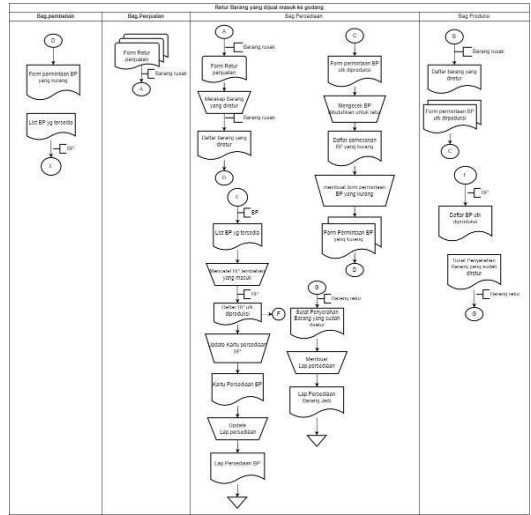 Retur Barang yang dijual masuk ke gudang
Bag.pembelian
Bag.Penjualan
Bag.Persediaan
Bag.Produksi
D
Form permintaan BP
yang kurang
List BP yg tersedia
BP
E
Form Retur
penjualan
Barang rusak
A
A
Barang rusak
Form Retur
penjualan
Merekap Barang
yang diretur
Barang rusak
Daftar barang yang
diretur
B
E
BP
List BP yg tersedia
Mencatat BP tambahan
yang masuk
BP
Daftar BP utk
diproduksi
F
Update Kartu persediaan
BP
Kartu Persediaan BP
Update
Lap persediaan
Lap Persediaan BP
C
Form permintaan BP
utk diproduksi
Mengecek BP
dibutuhkan untuk retur
Daftar pemesanan
BP yang kurang
membuat form permintaan
BP yang kurang
Form Permintaan BP
yang kurang
D
G
Barang retur
Surat Penyerahan
Barang yang sudah
diretur
Membuat
Lap persediaan
Lap Persediaan
Barang Jadi
B
Barang rusak
Daftar barang yang
diretur
Form permintaan BP
utk diproduksi
C
F
BP
Daftar BP utk
diproduksi
Surat Penyerahan
Barang yang sudah
diretur
Barang retur
G